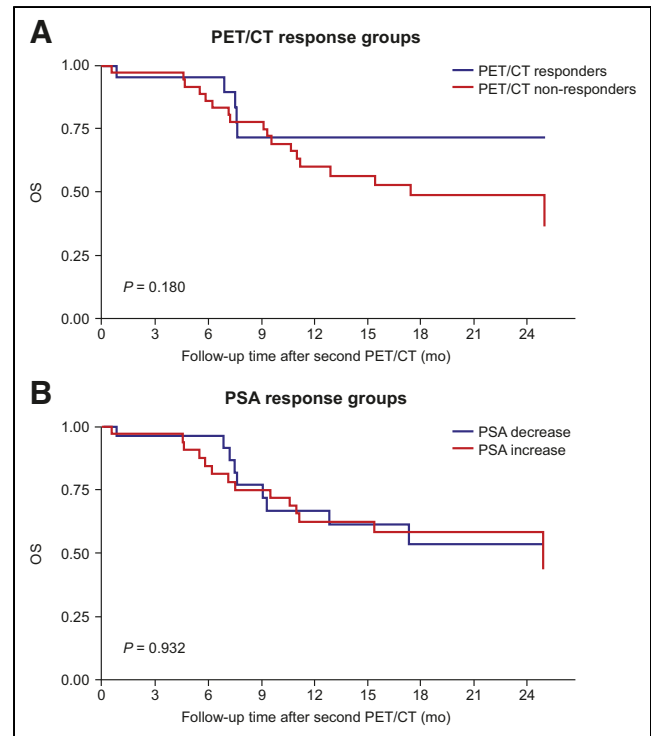 A
PET/CT response groups
PET/CT responders
PET/CT non-responders
1.00
0.75
0.50
0.25
0.00
OS
P = 0.180
0 3 6 9 12 15 18 21 24
Follow-up time after second PET/CT (mo)
B
PSA response groups
PSA decrease
PSA increase
1.00
0.75
0.50
0.25
0.00
OS
P = 0.932
0 3 6 9 12 15 18 21 24
Follow-up time after second PET/CT (mo)